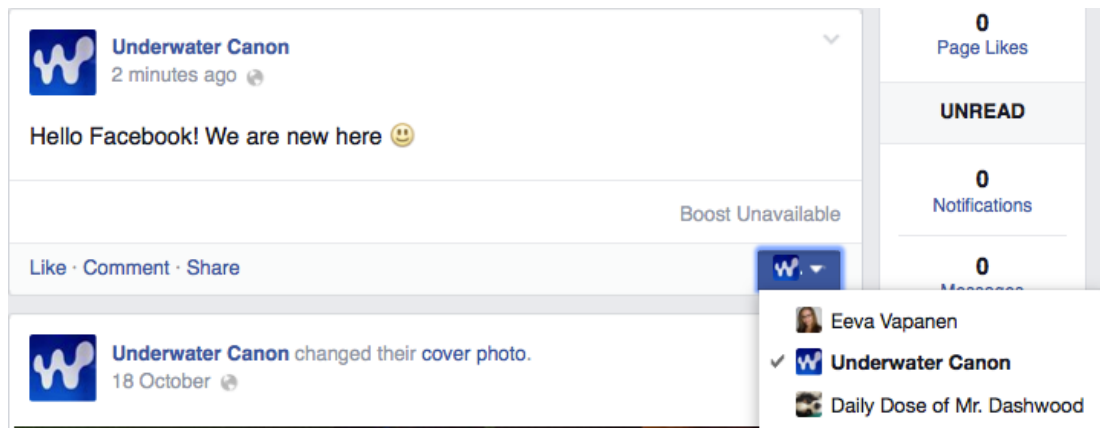 Underwater Canon
2 minutes ago
Hello Facebook! We are new here
Boost Unavailable
Like · Comment · Share
Underwater Canon changed their cover photo.
18 October
0
Page Likes
UNREAD
0
Notifications
0
Messages
Eeva Vapanen
Underwater Canon
Daily Dose of Mr. Dashwood